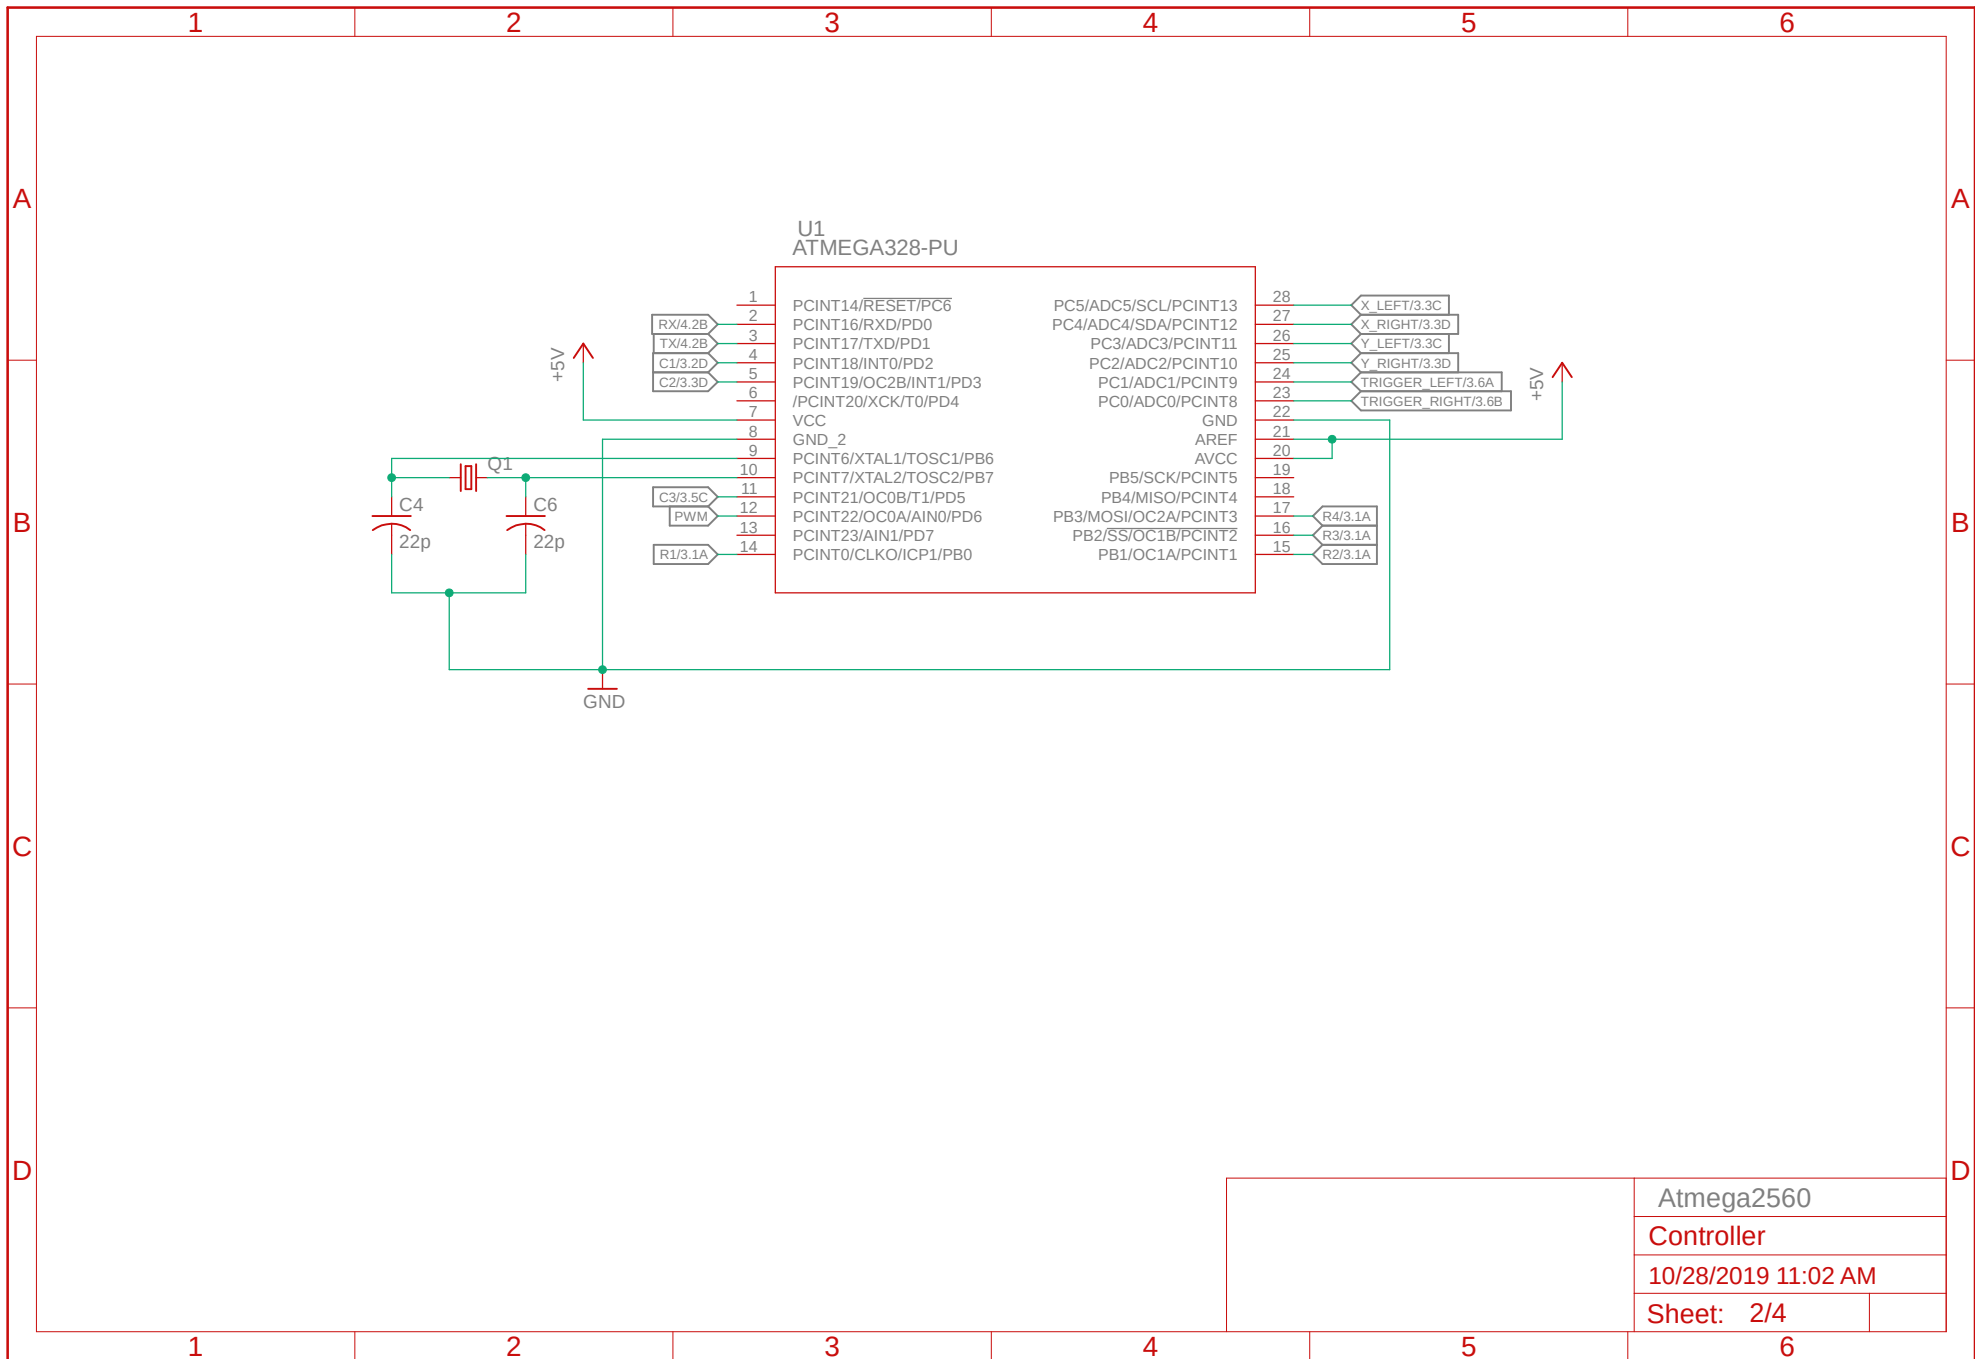 1 2 3 4 5 6
A A
U1
ATMEGA328-PU
1 PCINT14/RESET/PC6 PC5/ADC5/SCL/PCINT13 28 X_LEFT/3.3C
RX/4.2B 2 PCINT16/RXD/PD0 PC4/ADC4/SDA/PCINT12 27 X_RIGHT/3.3D
TX/4.2B 3 PCINT17/TXD/PD1 PC3/ADC3/PCINT11 26 Y_LEFT/3.3C
+5V C1/3.2D 4 PCINT18/INT0/PD2 PC2/ADC2/PCINT10 25 Y_RIGHT/3.3D
C2/3.3D 5 PCINT19/OC2B/INT1/PD3 PC1/ADC1/PCINT9 24 TRIGGER_LEFT/3.6A +5V
6 /PCINT20/XCK/T0/PD4 PC0/ADC0/PCINT8 23 TRIGGER_RIGHT/3.6B
7 VCC GND 22
8 GND_2 AREF 21
9 PCINT6/XTAL1/TOSC1/PB6 AVCC 20
Q1 10 PCINT7/XTAL2/TOSC2/PB7 PB5/SCK/PCINT5 19
C4 C6 C3/3.5C 11 PCINT21/OC0B/T1/PD5 PB4/MISO/PCINT4 18
PWM 12 PCINT22/OC0A/AIN0/PD6 PB3/MOSI/OC2A/PCINT3 17 R4/3.1A
B 22p 22p 13 PCINT23/AIN1/PD7 PB2/SS/OC1B/PCINT2 16 R3/3.1A B
R1/3.1A 14 PCINT0/CLKO/ICP1/PB0 PB1/OC1A/PCINT1 15 R2/3.1A
GND
C C
D D
Atmega2560
Controller
10/28/2019 11:02 AM
Sheet: 2/4
1 2 3 4 5 6